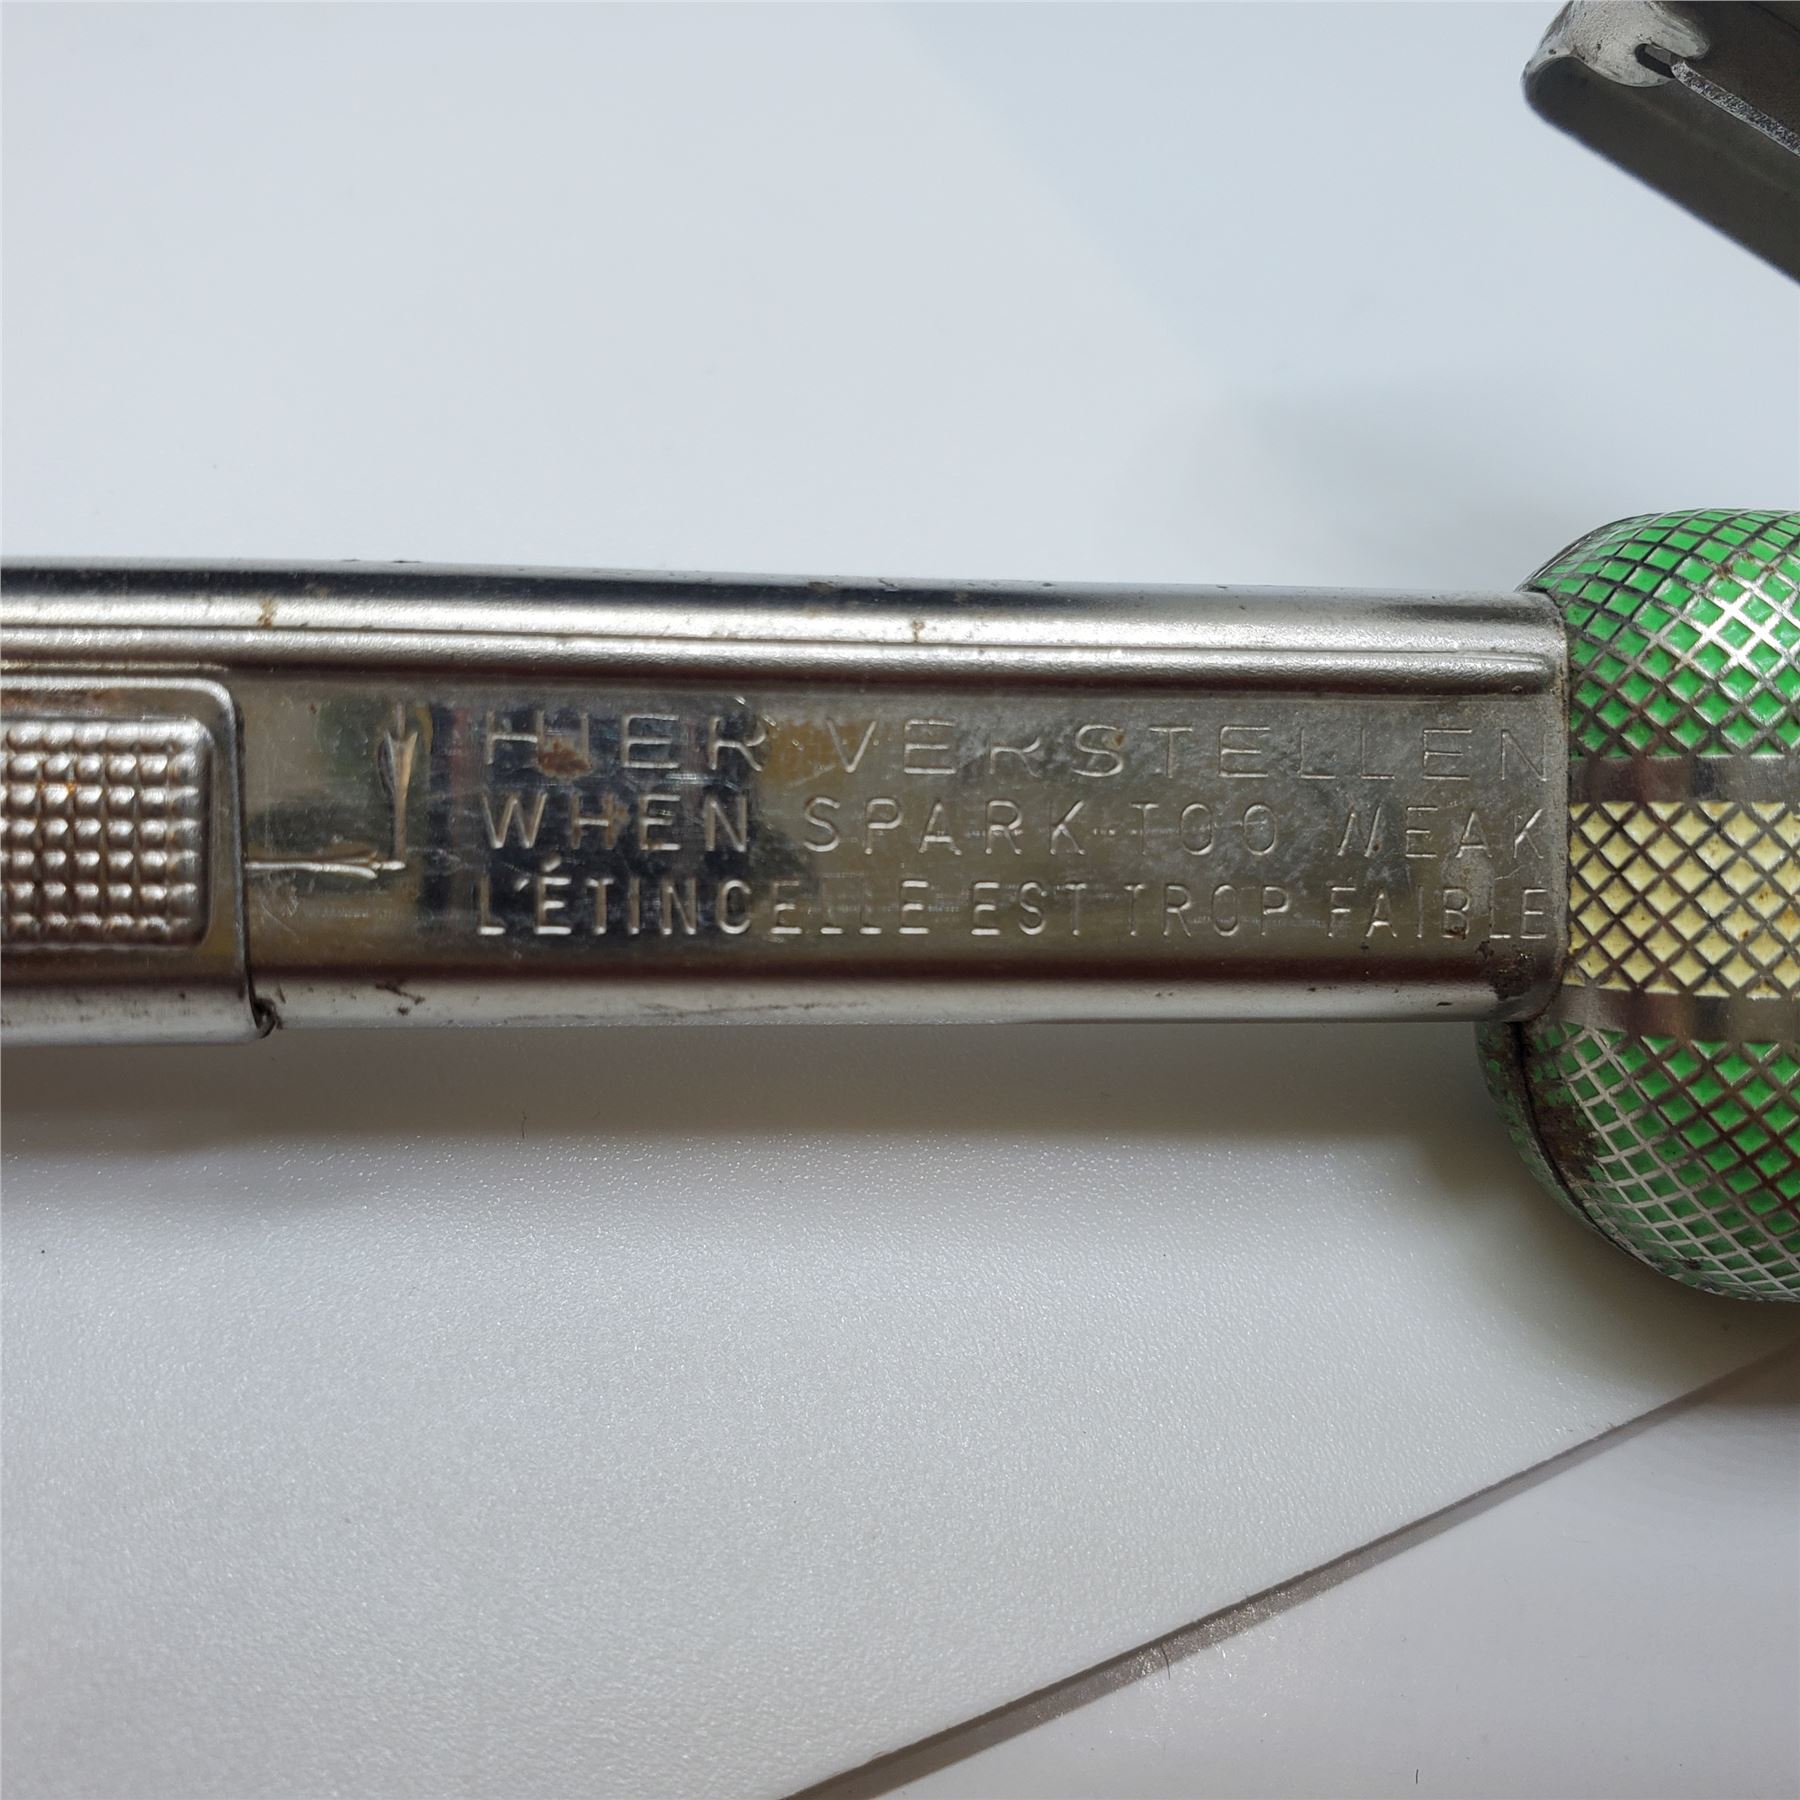 HIER VERSTELLEN
WHEN SPARK TOO WEAK
L'ÉTINCELLE EST TROP FAIBLE